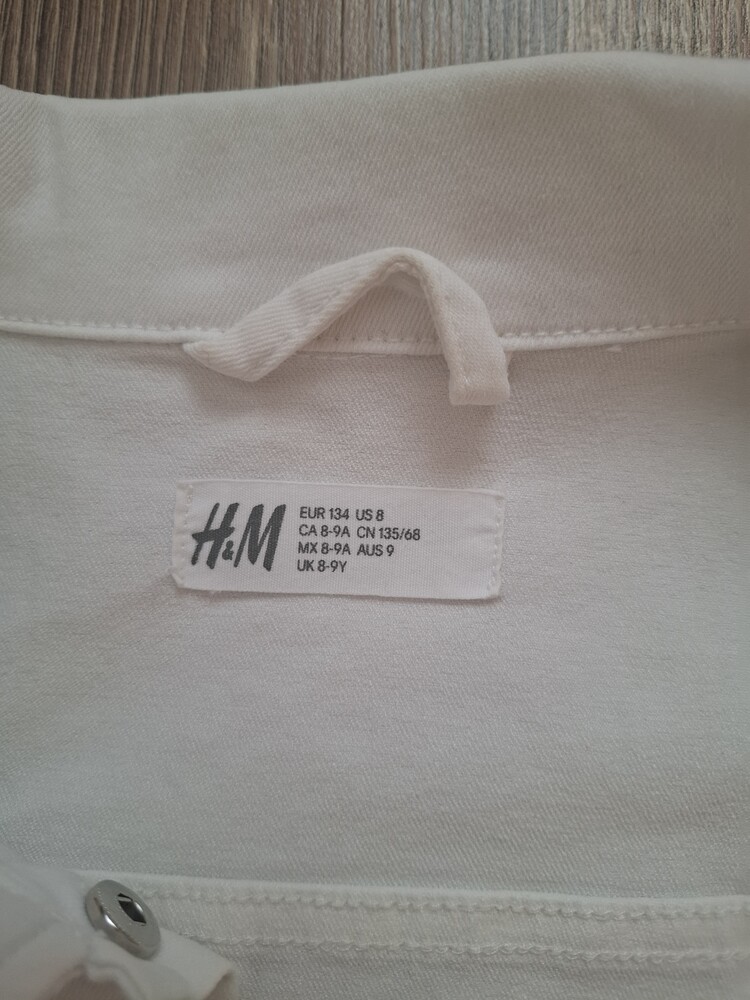 H&M
EUR 134 US 8
CA 8-9A CN 135/68
MX 8-9A AUS 9
UK 8-9Y